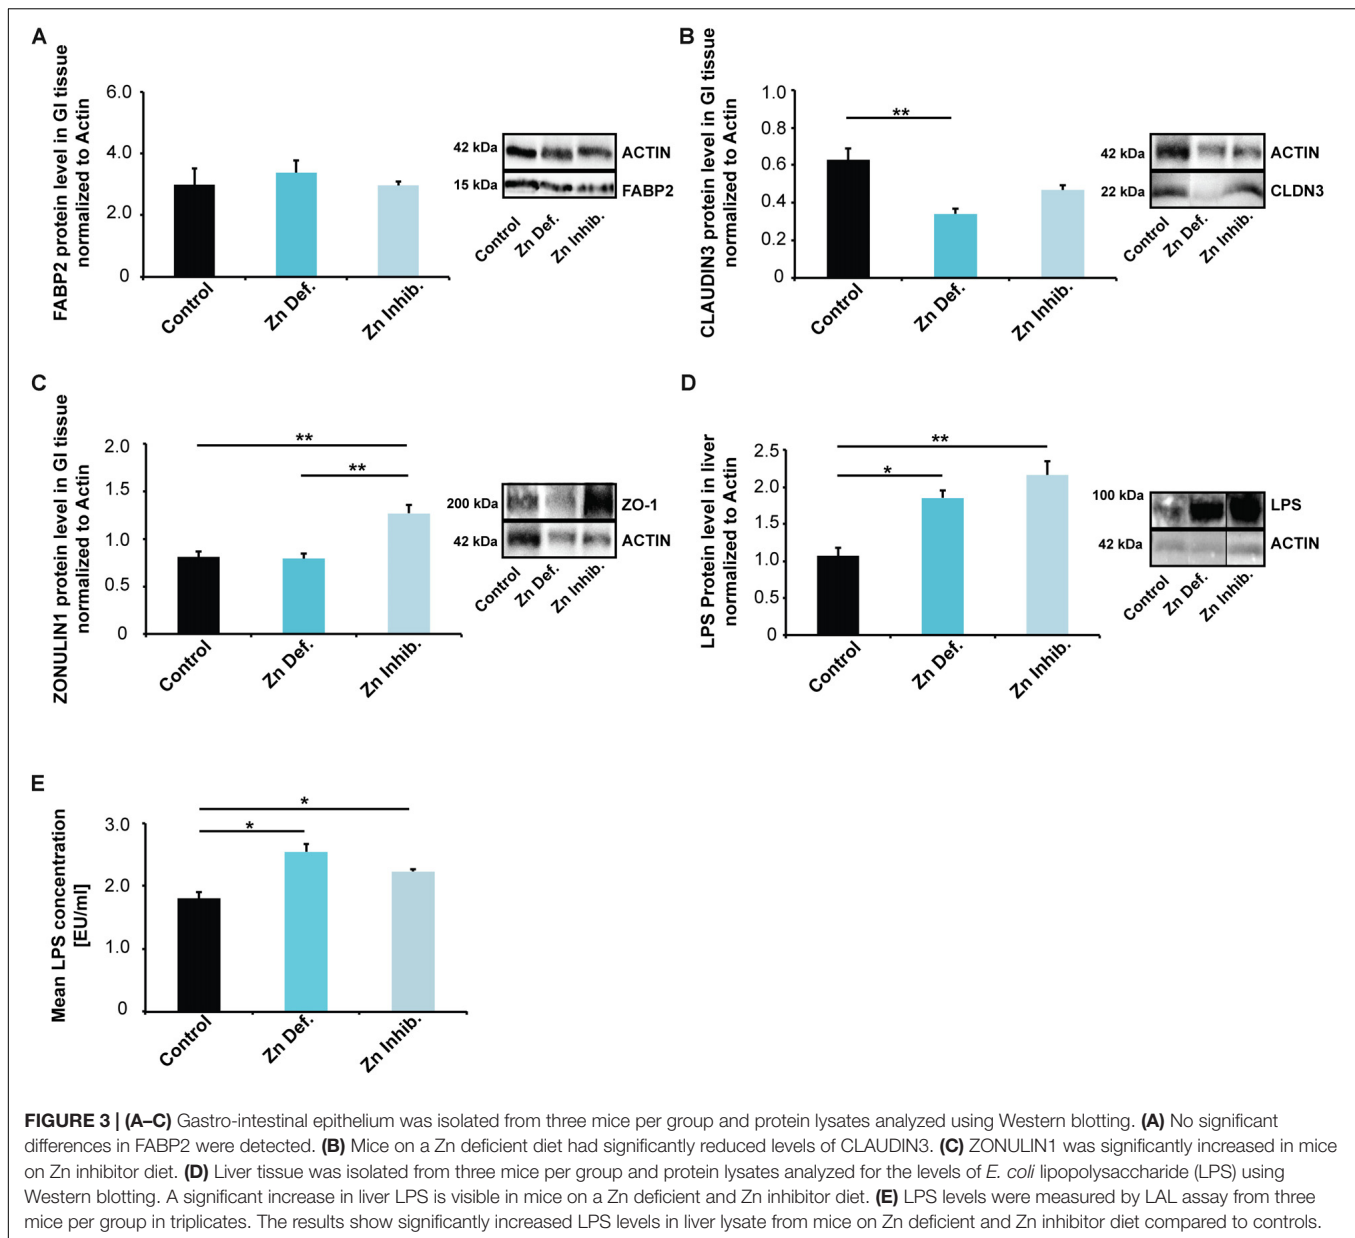 A
FABP2 protein level in GI tissue
normalized to Actin
6.0
4.0
2.0
0
Control
Zn Def.
Zn Inhib.
42 kDa
ACTIN
15 kDa
FABP2
Control
Zn Def.
Zn Inhib.
B
CLAUDIN3 protein level in GI tissue
normalized to Actin
1.0
0.8
0.6
0.4
0.2
0
**
Control
Zn Def.
Zn Inhib.
42 kDa
ACTIN
22 kDa
CLDN3
Control
Zn Def.
Zn Inhib.
C
ZONULIN1 protein level in GI tissue
normalized to Actin
2.0
1.5
1.0
0.5
0
**
**
Control
Zn Def.
Zn Inhib.
200 kDa
ZO-1
42 kDa
ACTIN
Control
Zn Def.
Zn Inhib.
D
LPS Protein level in liver
normalized to Actin
2.5
2.0
1.5
1.0
0.5
0
**
*
Control
Zn Def.
Zn Inhib.
100 kDa
LPS
42 kDa
ACTIN
Control
Zn Def.
Zn Inhib.
E
Mean LPS concentration
[EU/ml]
3.0
2.0
1.0
0
*
*
Control
Zn Def.
Zn Inhib.
FIGURE 3 | (A–C) Gastro-intestinal epithelium was isolated from three mice per group and protein lysates analyzed using Western blotting. (A) No significant
differences in FABP2 were detected. (B) Mice on a Zn deficient diet had significantly reduced levels of CLAUDIN3. (C) ZONULIN1 was significantly increased in mice
on Zn inhibitor diet. (D) Liver tissue was isolated from three mice per group and protein lysates analyzed for the levels of E. coli lipopolysaccharide (LPS) using
Western blotting. A significant increase in liver LPS is visible in mice on a Zn deficient and Zn inhibitor diet. (E) LPS levels were measured by LAL assay from three
mice per group in triplicates. The results show significantly increased LPS levels in liver lysate from mice on Zn deficient and Zn inhibitor diet compared to controls.